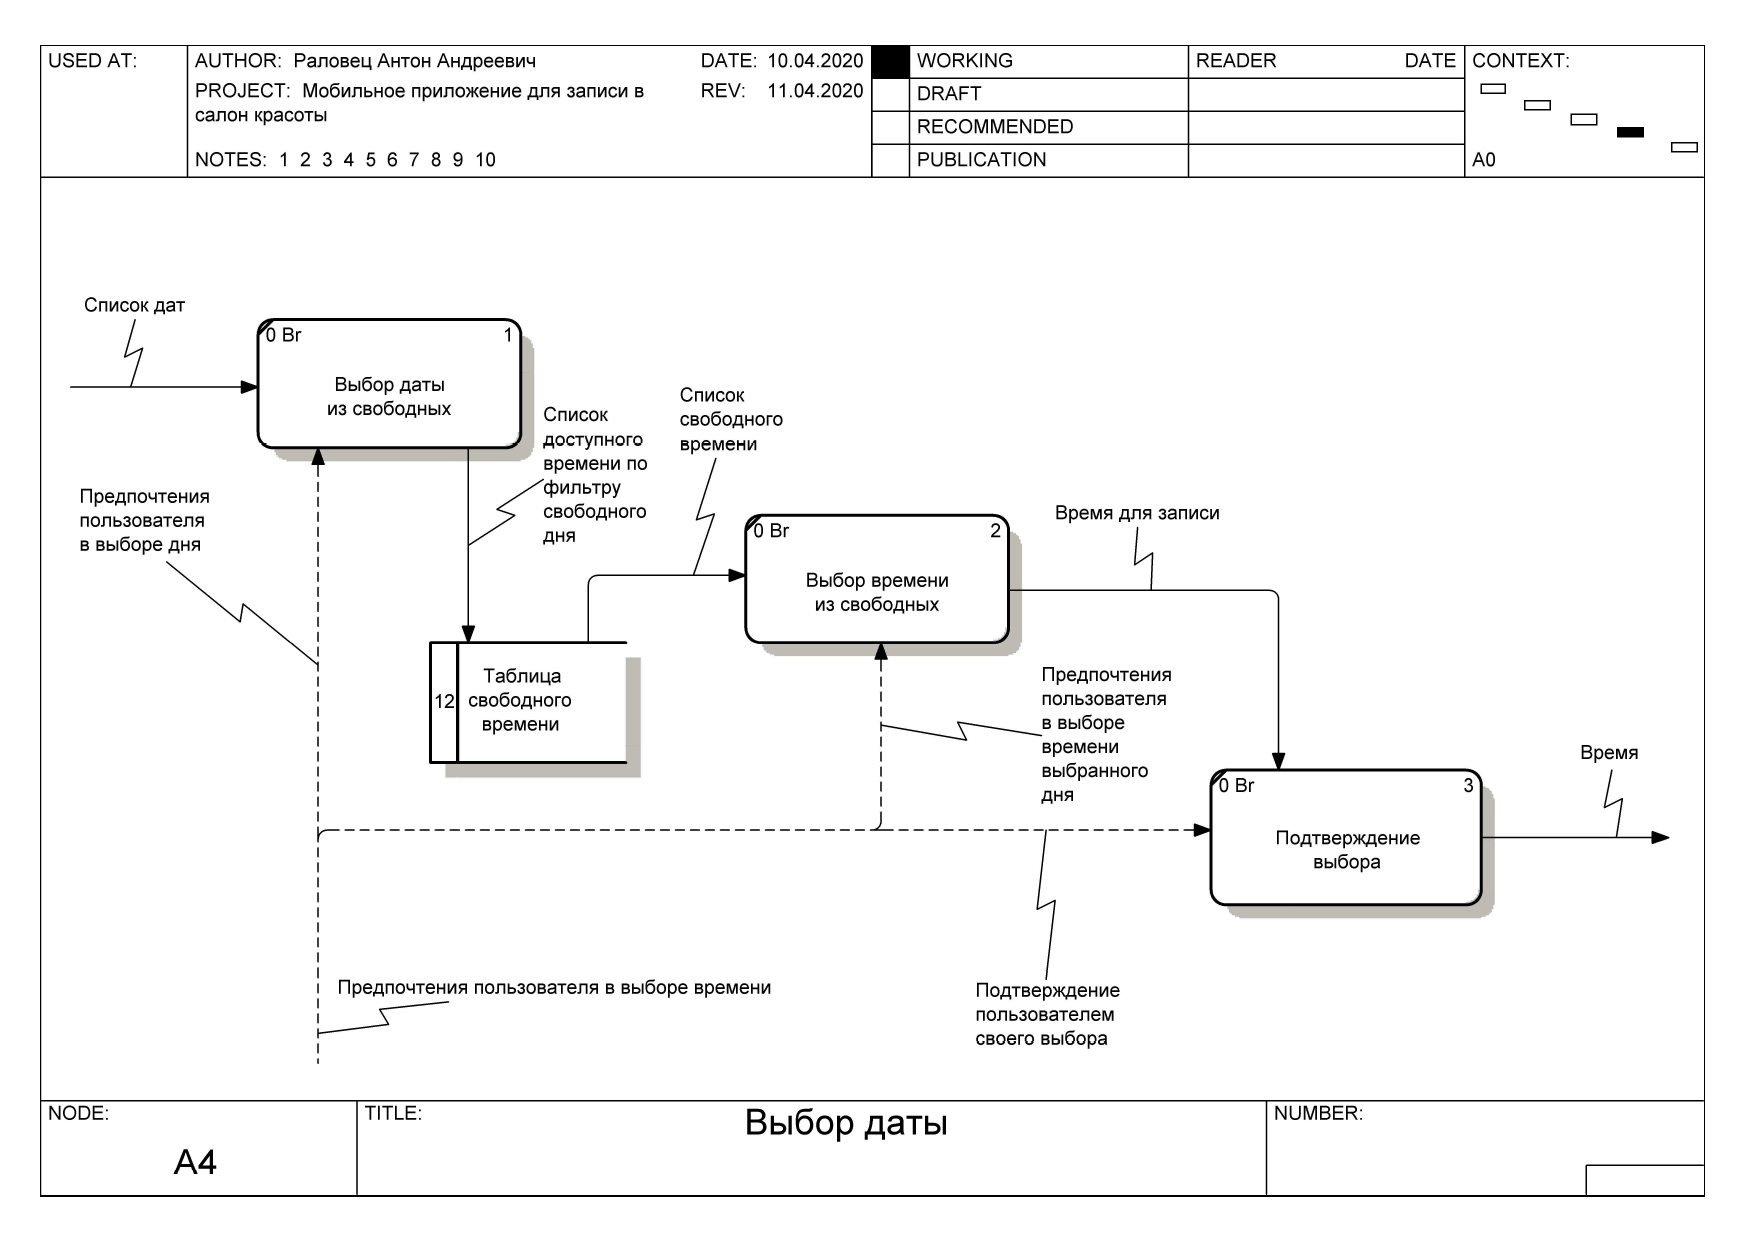 USED AT:
AUTHOR: Раловец Антон Андреевич
DATE: 10.04.2020
PROJECT: Мобильное приложение для записи в
салон красоты
REV: 11.04.2020
NOTES: 1 2 3 4 5 6 7 8 9 10
WORKING
DRAFT
RECOMMENDED
PUBLICATION
READER DATE
CONTEXT:
A0
Список дат
0 Br 1
Выбор даты
из свободных
Список
доступного
времени по
фильтру
свободного
дня
Список
свободного
времени
Предпочтения
пользователя
в выборе дня
0 Br 2
Выбор времени
из свободных
Время для записи
12
Таблица
свободного
времени
Предпочтения
пользователя
в выборе
времени
выбранного
дня
Время
0 Br 3
Подтверждение
выбора
Предпочтения пользователя в выборе времени
Подтверждение
пользователем
своего выбора
NODE:
A4
TITLE:
Выбор даты
NUMBER: